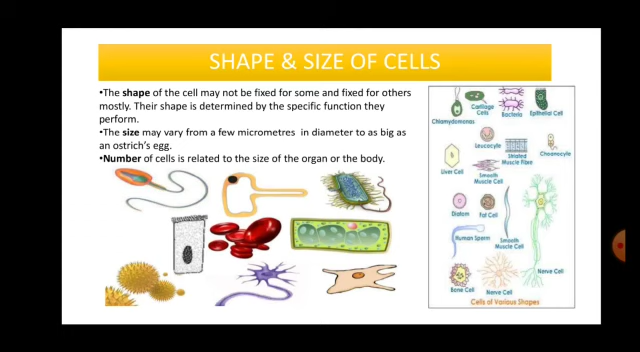 SHAPE & SIZE OF CELLS
•The shape of the cell may not be fixed for some and fixed for others
mostly. Their shape is determined by the specific function they
perform.
•The size may vary from a few micrometres in diameter to as big as
an ostrich's egg.
•Number of cells is related to the size of the organ or the body.
Chlamydomonas
Cartilage
Cells
Bacteria
Epithelial Cell
Leucocyte
Striated
Muscle Fibre
Choanocyte
Liver Cell
Smooth
Muscle Cell
Diatom
Fat Cell
Human Sperm
Smooth
Muscle Cell
Nerve Cell
Bone Cell
Nerve Cell
Cells of Various Shapes